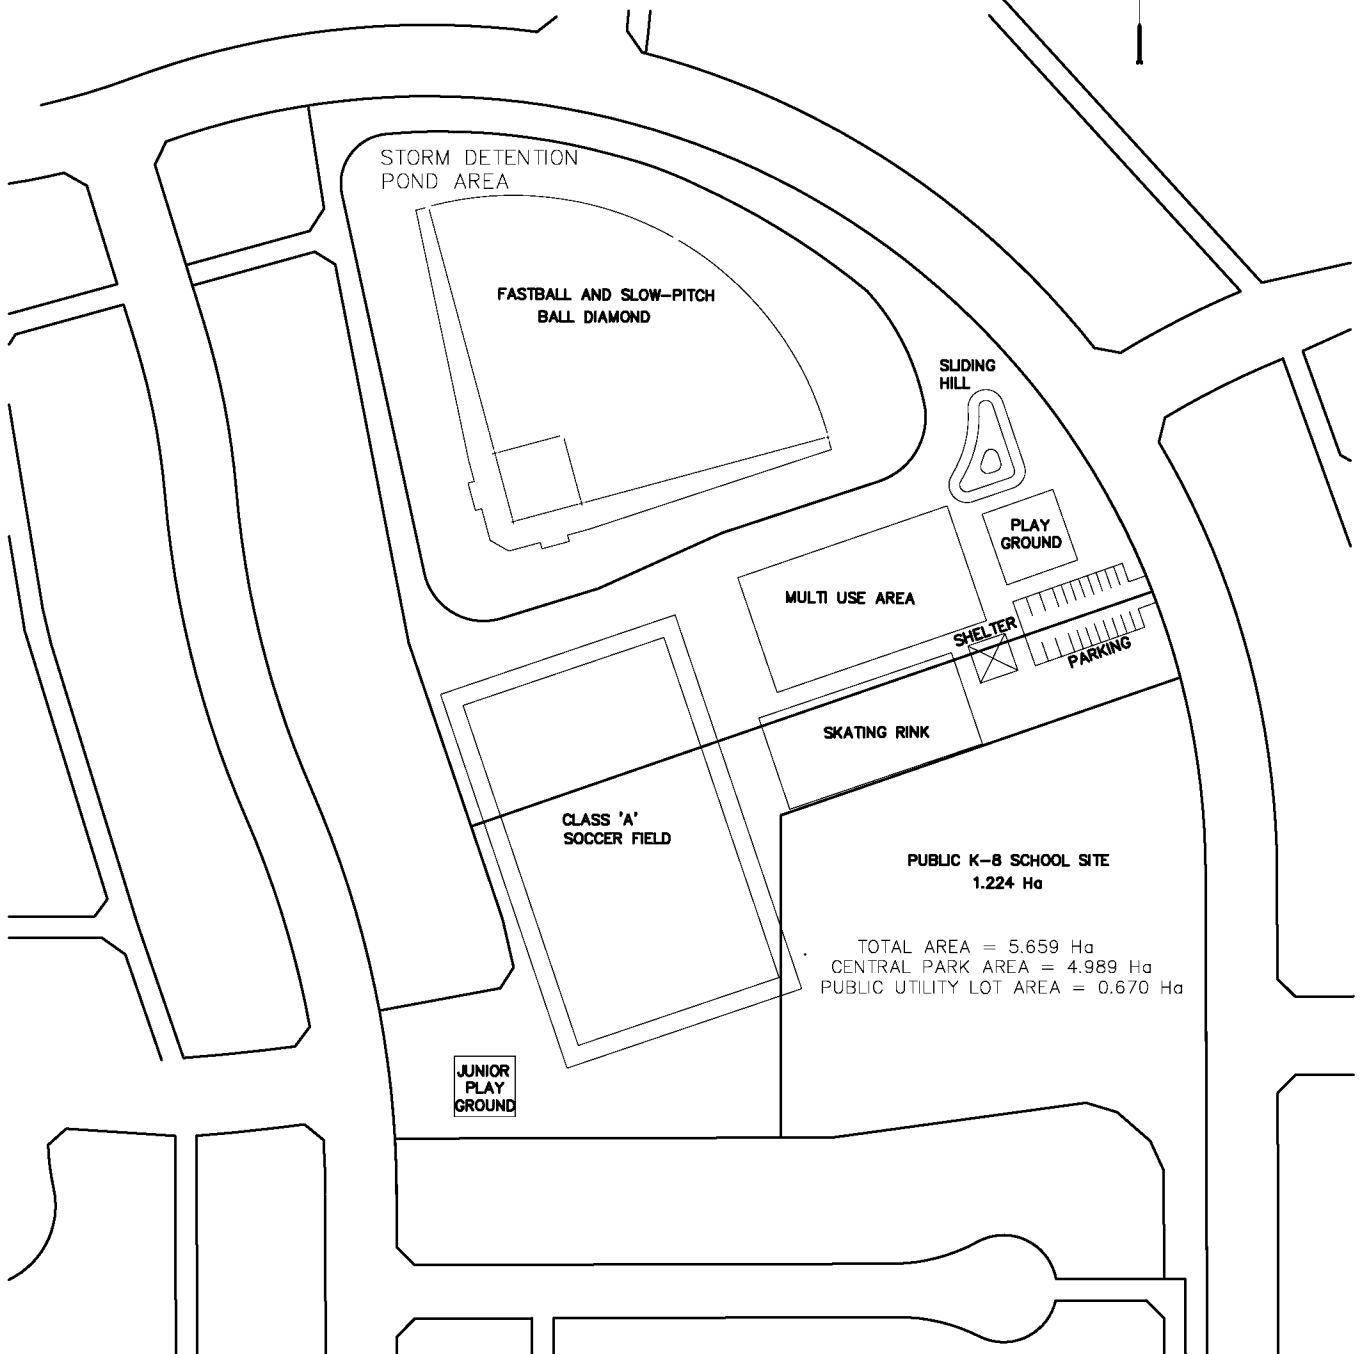 STORM DETENTION
POND AREA
FASTBALL AND SLOW-PITCH
BALL DIAMOND
SLIDING
HILL
PLAY
GROUND
MULTI USE AREA
SHELTER
PARKING
SKATING RINK
CLASS 'A'
SOCCER FIELD
PUBLIC K-8 SCHOOL SITE
1.224 Ha
TOTAL AREA = 5.659 Ha
CENTRAL PARK AREA = 4.989 Ha
PUBLIC UTILITY LOT AREA = 0.670 Ha
JUNIOR
PLAY
GROUND